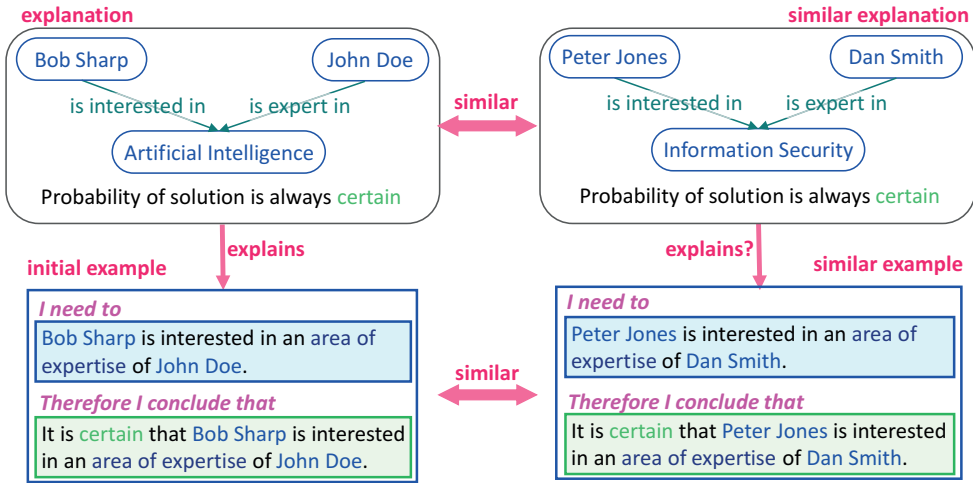 explanation
Bob Sharp
John Doe
is interested in
is expert in
Artificial Intelligence
Probability of solution is always certain
similar
similar explanation
Peter Jones
Dan Smith
is interested in
is expert in
Information Security
Probability of solution is always certain
explains
explains?
initial example
I need to
Bob Sharp is interested in an area of
expertise of John Doe.
Therefore I conclude that
It is certain that Bob Sharp is interested
in an area of expertise of John Doe.
similar
similar example
I need to
Peter Jones is interested in an area of
expertise of Dan Smith.
Therefore I conclude that
It is certain that Peter Jones is interested
in an area of expertise of Dan Smith.